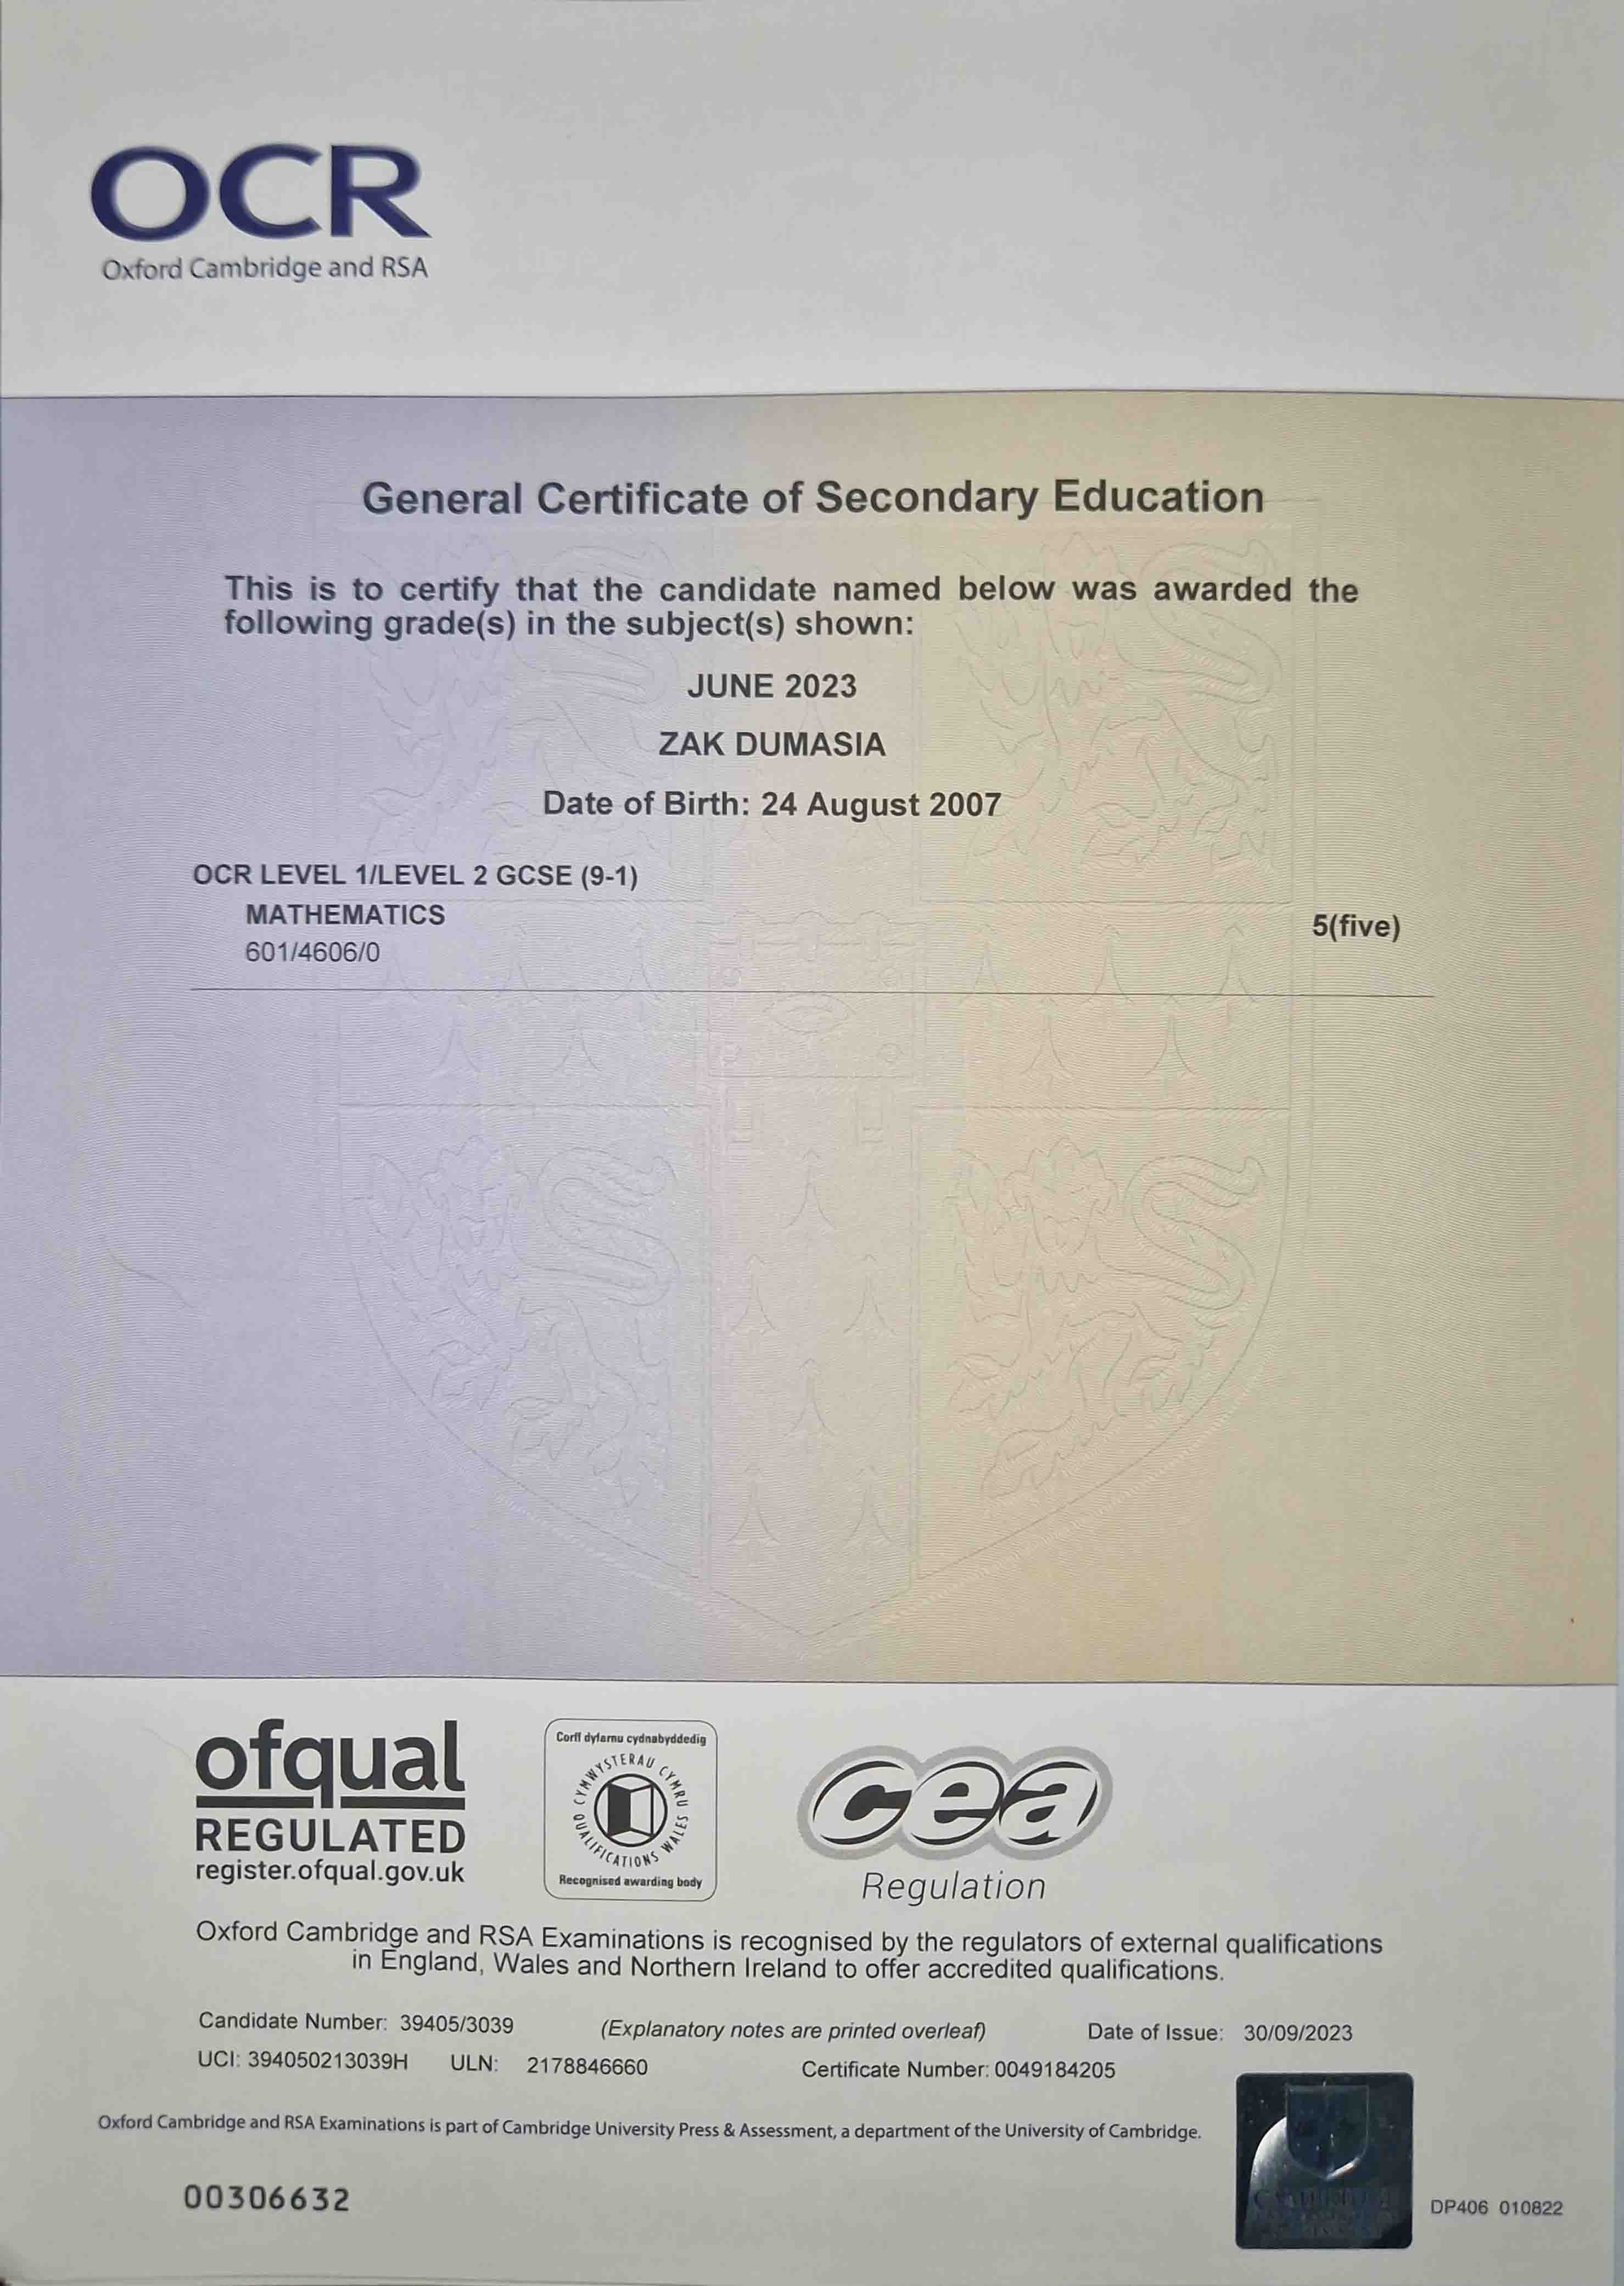 OCR
Oxford Cambridge and RSA
General Certificate of Secondary Education
This is to certify that the candidate named below was awarded the
following grade(s) in the subject(s) shown:
JUNE 2023
ZAK DUMASIA
Date of Birth: 24 August 2007
OCR LEVEL 1/LEVEL 2 GCSE (9-1)
MATHEMATICS 5(five)
601/4606/0
ofqual
REGULATED
register.ofqual.gov.uk
Corff dyfarnu cydnabyddedig
CYMWYSTERAU CYMRU
QUALIFICATIONS WALES
Recognised awarding body
cea
Regulation
Oxford Cambridge and RSA Examinations is recognised by the regulators of external qualifications
in England, Wales and Northern Ireland to offer accredited qualifications.
Candidate Number: 39405/3039 (Explanatory notes are printed overleaf) Date of Issue: 30/09/2023
UCI: 394050213039H ULN: 2178846660 Certificate Number: 0049184205
Oxford Cambridge and RSA Examinations is part of Cambridge University Press & Assessment, a department of the University of Cambridge.
00306632
DP406 010822